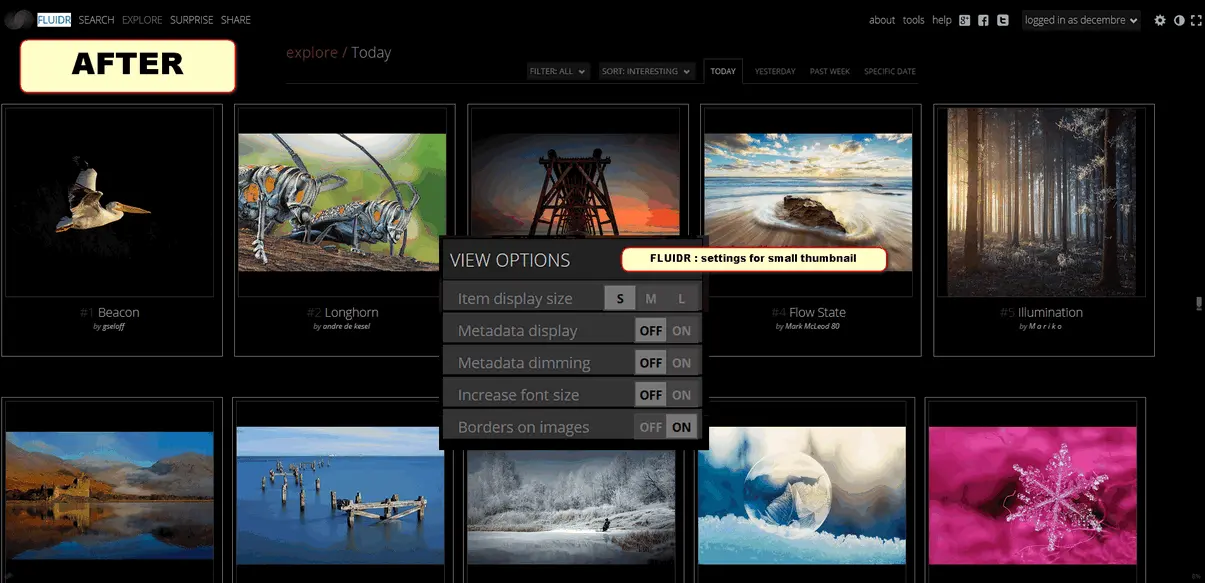 FLUIDR SEARCH EXPLORE SURPRISE SHARE
about tools help logged in as decembre
AFTER
explore / Today
FILTER: ALL SORT: INTERESTING TODAY YESTERDAY PAST WEEK SPECIFIC DATE
#1 Beacon
by gseloff
#2 Longhorn
by andre de kesel
#4 Flow State
by Mark McLeod 80
#5 Illumination
by M a r i k o
VIEW OPTIONS
FLUIDR : settings for small thumbnail
Item display size S M L
Metadata display OFF ON
Metadata dimming OFF ON
Increase font size OFF ON
Borders on images OFF ON